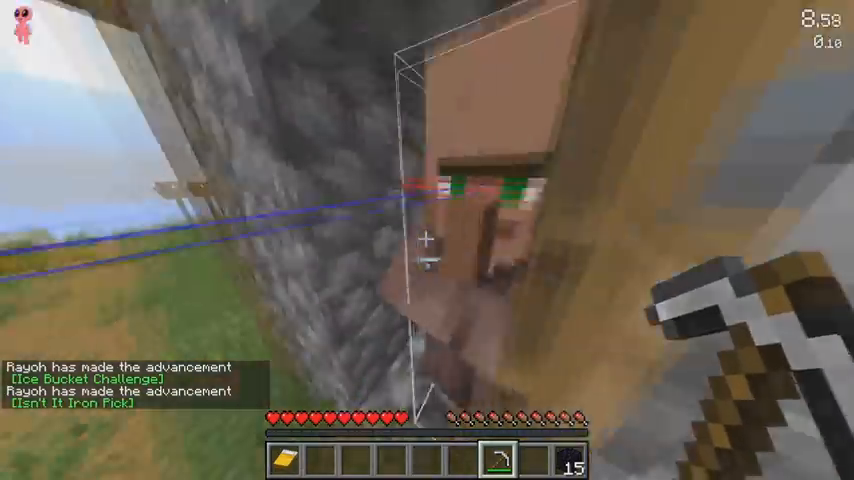 8.58
0.10
Rayoh has made the advancement
[Ice Bucket Challenge]
Rayoh has made the advancement
[Isn't It Iron Pick]
15